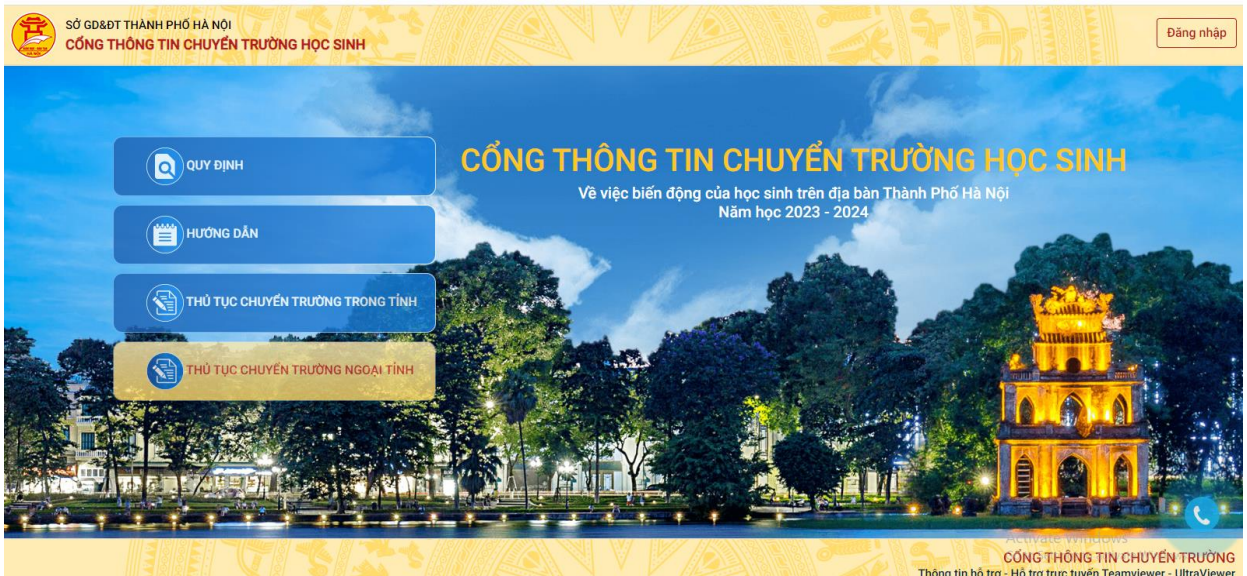 SỞ GD&ĐT THÀNH PHỐ HÀ NỘI
CỔNG THÔNG TIN CHUYỂN TRƯỜNG HỌC SINH
Đăng nhập
QUY ĐỊNH
HƯỚNG DẪN
THỦ TỤC CHUYỂN TRƯỜNG TRONG TỈNH
THỦ TỤC CHUYỂN TRƯỜNG NGOẠI TỈNH
CỔNG THÔNG TIN CHUYỂN TRƯỜNG HỌC SINH
Về việc biến động của học sinh trên địa bàn Thành Phố Hà Nội
Năm học 2023 - 2024
Activate Windows
CỔNG THÔNG TIN CHUYỂN TRƯỜNG
Thông tin hỗ trợ - Hỗ trợ trực tuyến Teamviewer - UltraViewer